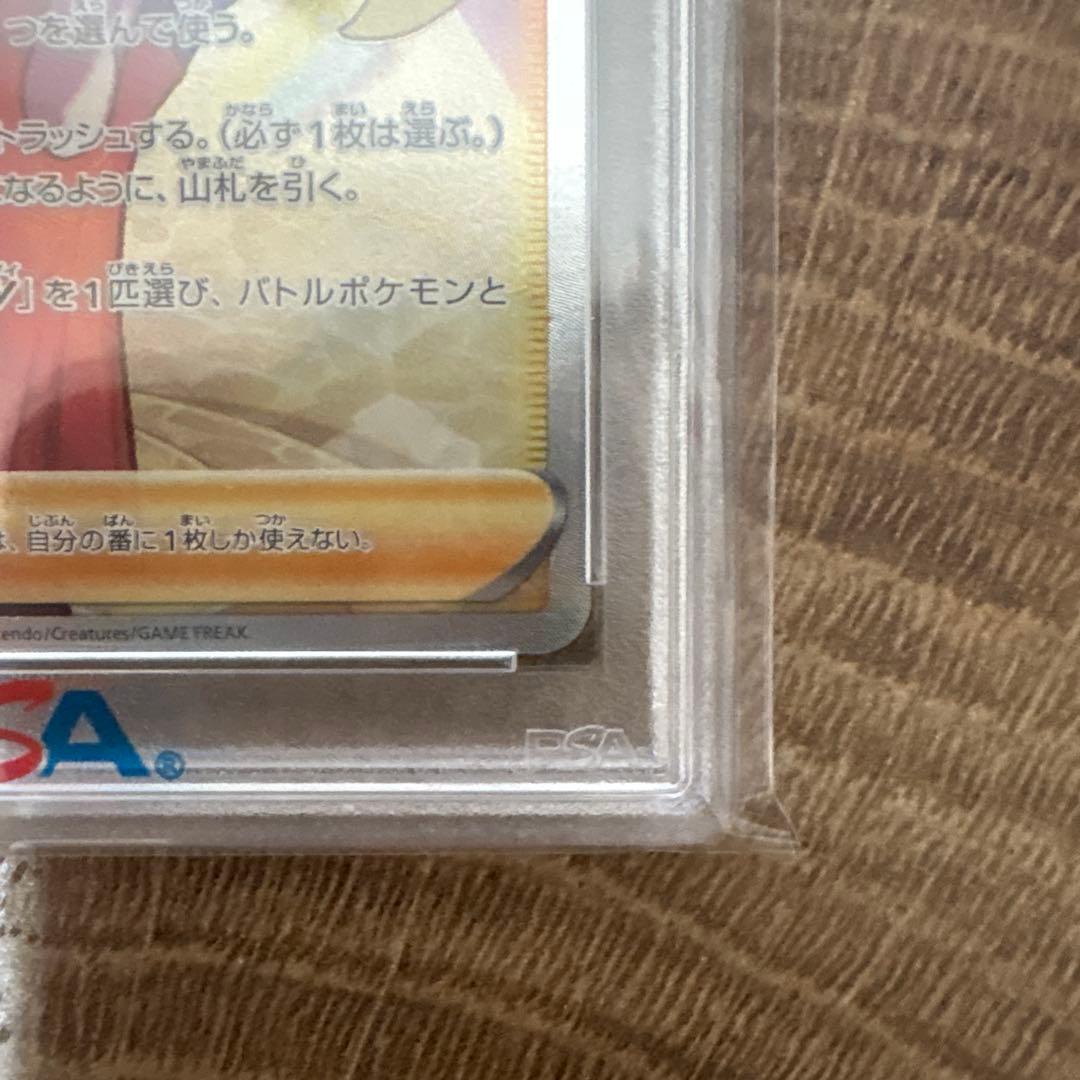 つを選んで使う。
トラッシュする。(必ず1枚は選ぶ。)
なるように、山札を引く。
」を1匹選び、バトルポケモンと
自分の番に1枚しか使えない。
/Creatures/GAME FREAK
SA®
PSA